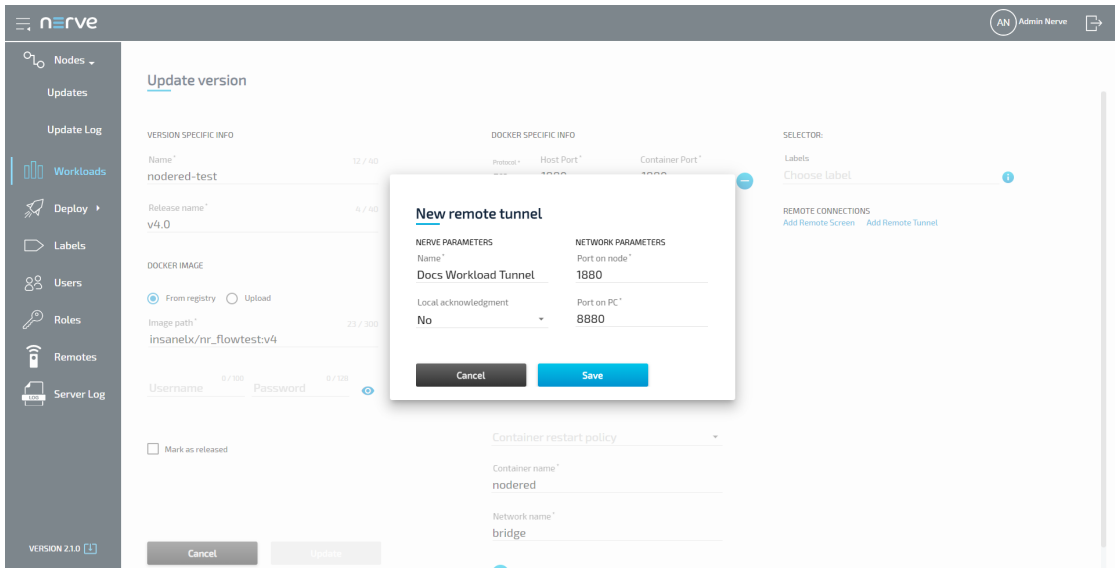 nerve
AN Admin Nerve
Nodes
Updates
Update Log
Workloads
Deploy
Labels
Users
Roles
Remotes
LOG Server Log
VERSION 2.1.0
Update version
VERSION SPECIFIC INFO
Name* 12 / 40
nodered-test
Release name* 4 / 40
v4.0
DOCKER IMAGE
From registry Upload
Image path* 23 / 300
insanelx/nr_flowtest:v4
0 / 100 0 / 128
Username Password
Mark as released
Cancel Update
DOCKER SPECIFIC INFO
Protocol * Host Port* Container Port*
1880 1880
New remote tunnel
NERVE PARAMETERS NETWORK PARAMETERS
Name* Port on node*
Docs Workload Tunnel 1880
Local acknowledgment Port on PC*
No 8880
Cancel Save
Container restart policy
Container name*
nodered
Network name*
bridge
SELECTOR:
Labels
Choose label
REMOTE CONNECTIONS
Add Remote Screen Add Remote Tunnel